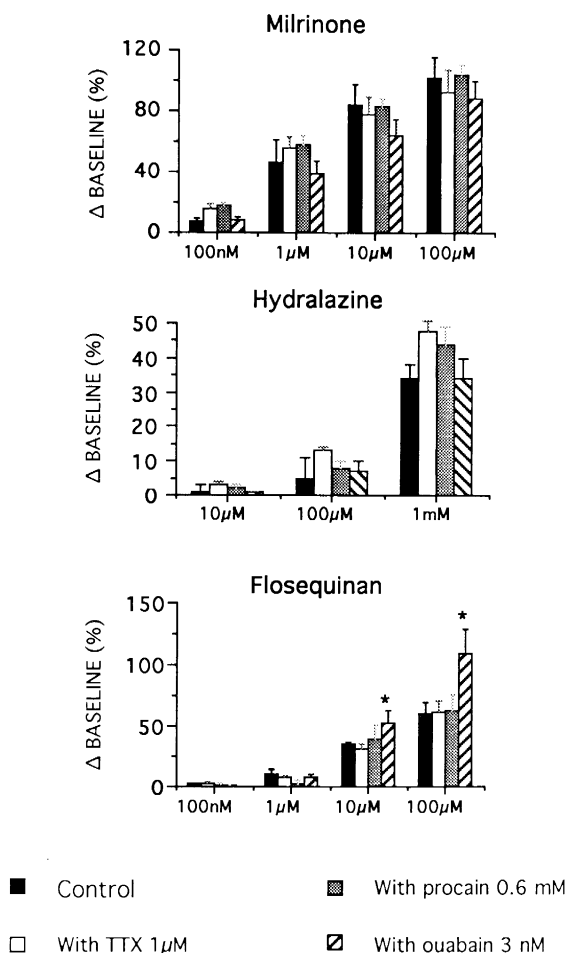 Milrinone
Δ BASELINE (%)
120
80
40
0
100nM 1µM 10µM 100µM
Hydralazine
Δ BASELINE (%)
50
40
30
20
10
0
10µM 100µM 1mM
Flosequinan
Δ BASELINE (%)
150
100
50
0
*
*
100nM 1µM 10µM 100µM
Control
With procain 0.6 mM
With TTX 1µM
With ouabain 3 nM